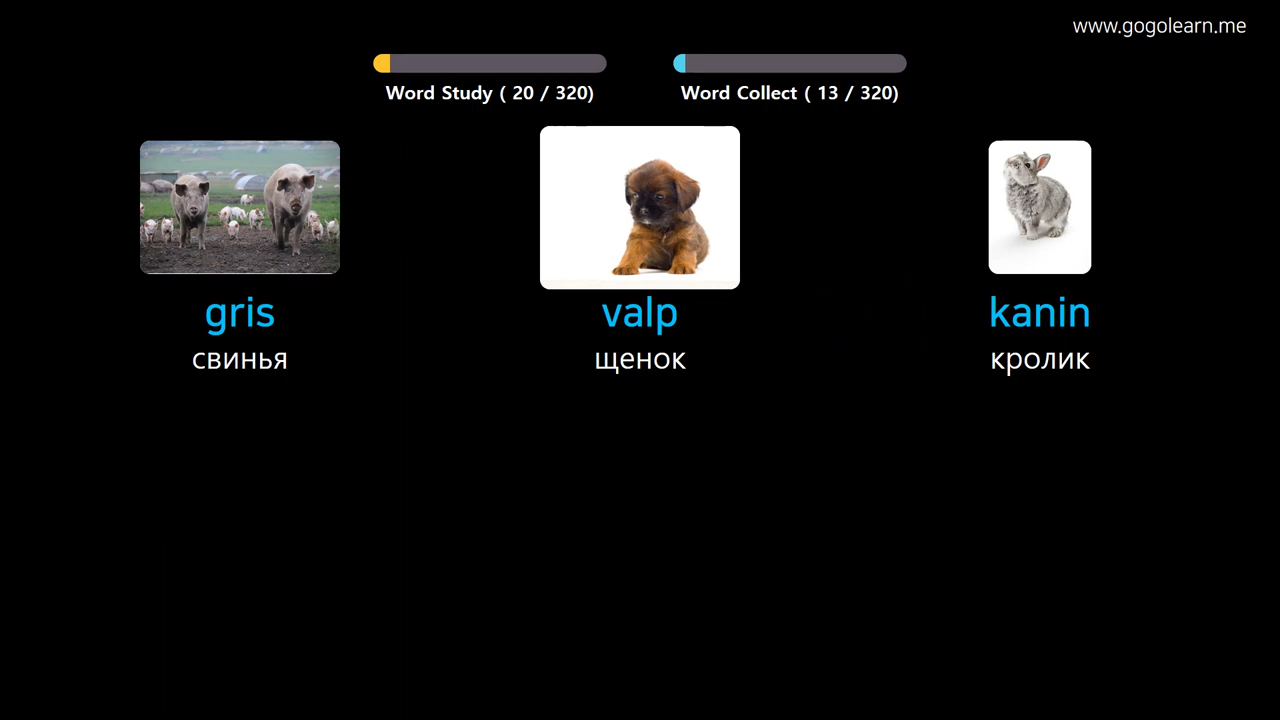 www.gogolearn.me
Word Study ( 20 / 320)
Word Collect ( 13 / 320)
gris
valp
kanin
свинья
щенок
кролик